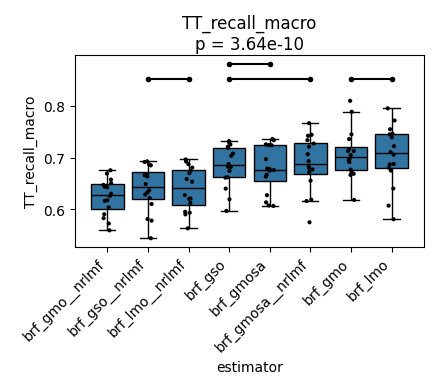 TT_recall_macro
p = 3.64e-10
TT_recall_macro
0.8
0.7
0.6
brf_gmo__nrlmf
brf_gso__nrlmf
brf_lmo__nrlmf
brf_gso
brf_gmosa
brf_gmosa__nrlmf
brf_gmo
brf_lmo
estimator